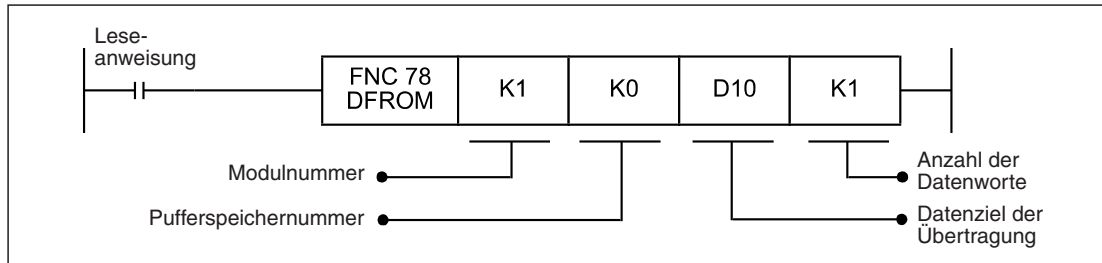 Lese-
anweisung
FNC 78
DFROM
K1
K0
D10
K1
Modulnummer
Anzahl der
Datenworte
Pufferspeichernummer
Datenziel der
Übertragung